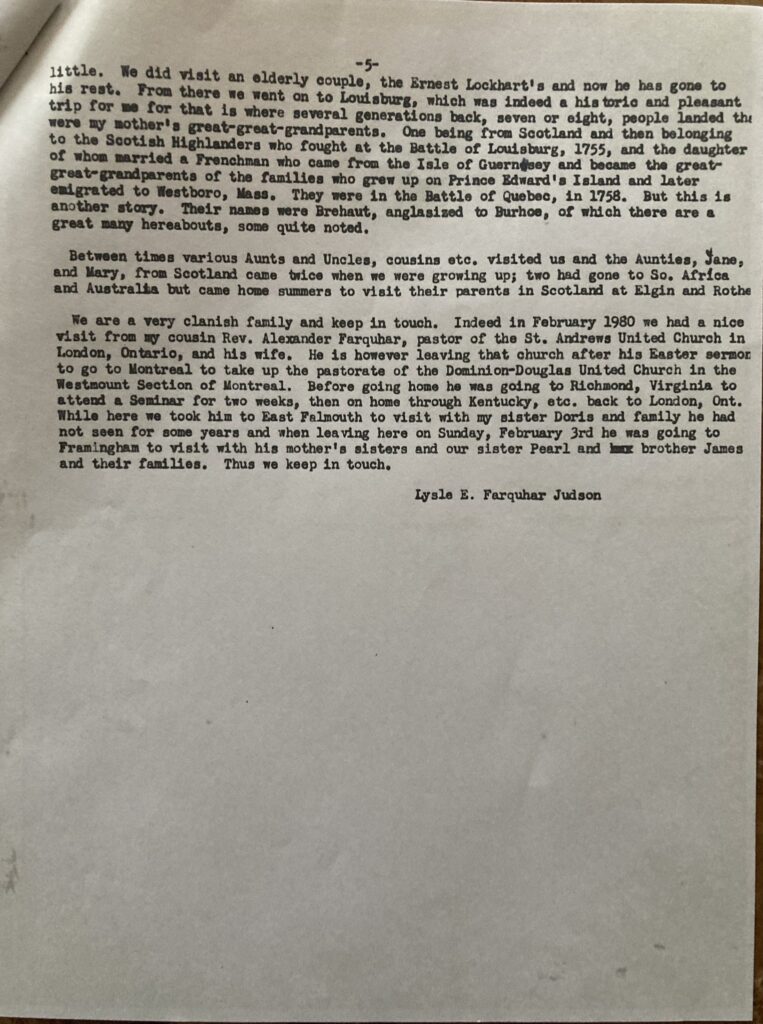 -5-
little. We did visit an elderly couple, the Ernest Lockhart's and now he has gone to
his rest. From there we went on to Louisburg, which was indeed a historic and pleasant
trip for me for that is where several generations back, seven or eight, people landed tha
were my mother's great-great-grandparents. One being from Scotland and then belonging
to the Scotish Highlanders who fought at the Battle of Louisburg, 1755, and the daughter
of whom married a Frenchman who came from the Isle of Guernesey and became the great-
great-grandparents of the families who grew up on Prince Edward's Island and later
emigrated to Westboro, Mass. They were in the Battle of Quebec, in 1758. But this is
another story. Their names were Brehaut, anglasized to Burhoe, of which there are a
great many hereabouts, some quite noted.
Between times various Aunts and Uncles, cousins etc. visited us and the Aunties, Jane,
and Mary, from Scotland came twice when we were growing up; two had gone to So. Africa
and Australia but came home summers to visit their parents in Scotland at Elgin and Rothe
We are a very clanish family and keep in touch. Indeed in February 1980 we had a nice
visit from my cousin Rev. Alexander Farquhar, pastor of the St. Andrews United Church in
London, Ontario, and his wife. He is however leaving that church after his Easter sermon
to go to Montreal to take up the pastorate of the Dominion-Douglas United Church in the
Westmount Section of Montreal. Before going home he was going to Richmond, Virginia to
attend a Seminar for two weeks, then on home through Kentucky, etc. back to London, Ont.
While here we took him to East Falmouth to visit with my sister Doris and family he had
not seen for some years and when leaving here on Sunday, February 3rd he was going to
Framingham to visit with his mother's sisters and our sister Pearl and brother James
and their families. Thus we keep in touch.
Lysle E. Farquhar Judson